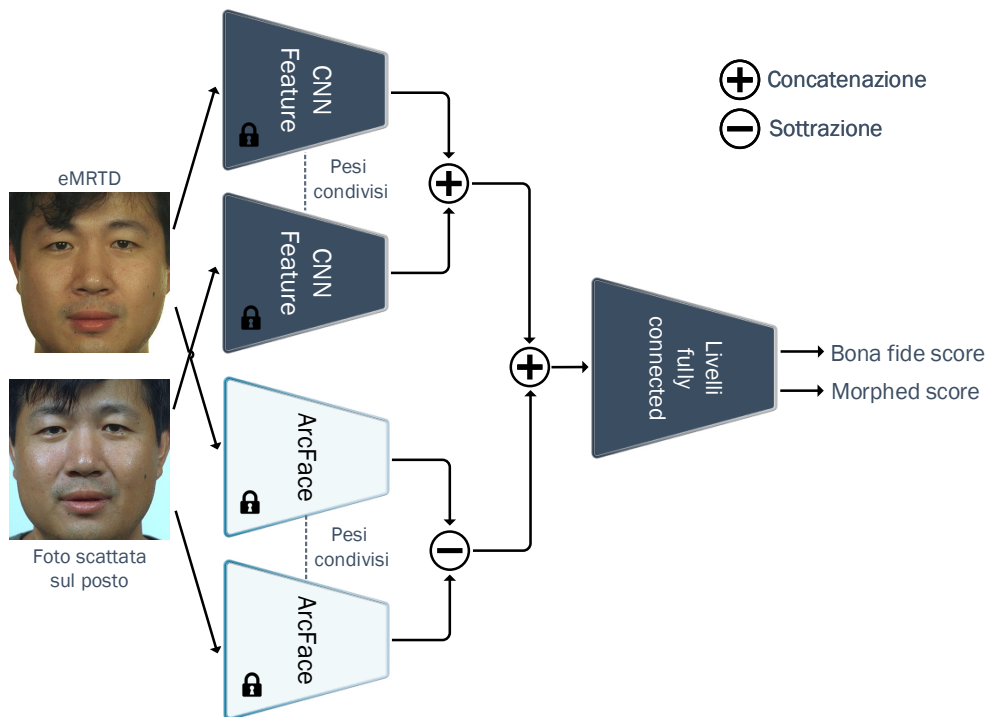 CNN
Feature
Concatenazione
Sottrazione
Pesi
condivisi
eMRTD
CNN
Feature
Livelli
fully
connected
Bona fide score
Morphed score
ArcFace
Pesi
condivisi
Foto scattata
sul posto
ArcFace